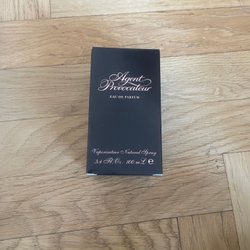 Agent
Provocateur
EAU DE PARFUM
Vaporisateur Natural Spray
3.4 Fl. Oz. 100 ml ℮